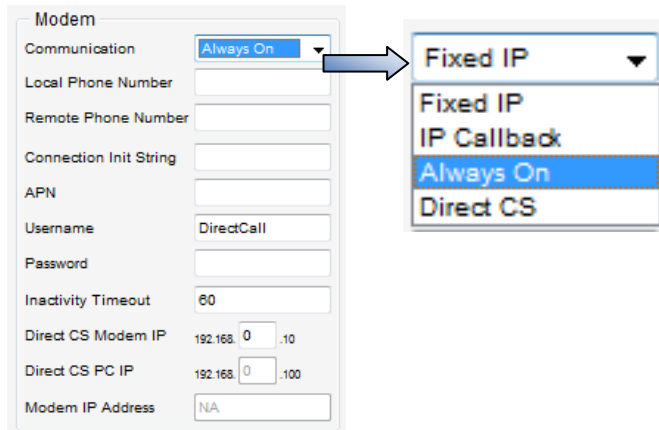 Modem
Communication Always On
Local Phone Number
Remote Phone Number
Connection Init String
APN
Username DirectCall
Password
Inactivity Timeout 60
Direct CS Modem IP 192.168. 0 .10
Direct CS PC IP 192.168. 0 .100
Modem IP Address NA
Fixed IP
Fixed IP
IP Callback
Always On
Direct CS